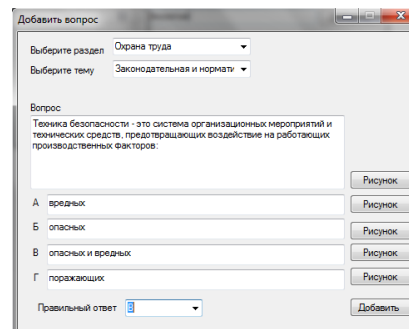 Добавить вопрос
Выберите раздел Охрана труда
Выберите тему Законодательная и нормати
Вопрос
Техника безопасности - это система организационных мероприятий и
технических средств, предотвращающих воздействие на работающих
производственных факторов:
Рисунок
А вредных Рисунок
Б опасных Рисунок
В опасных и вредных Рисунок
Г поражающих Рисунок
Правильный ответ В Добавить